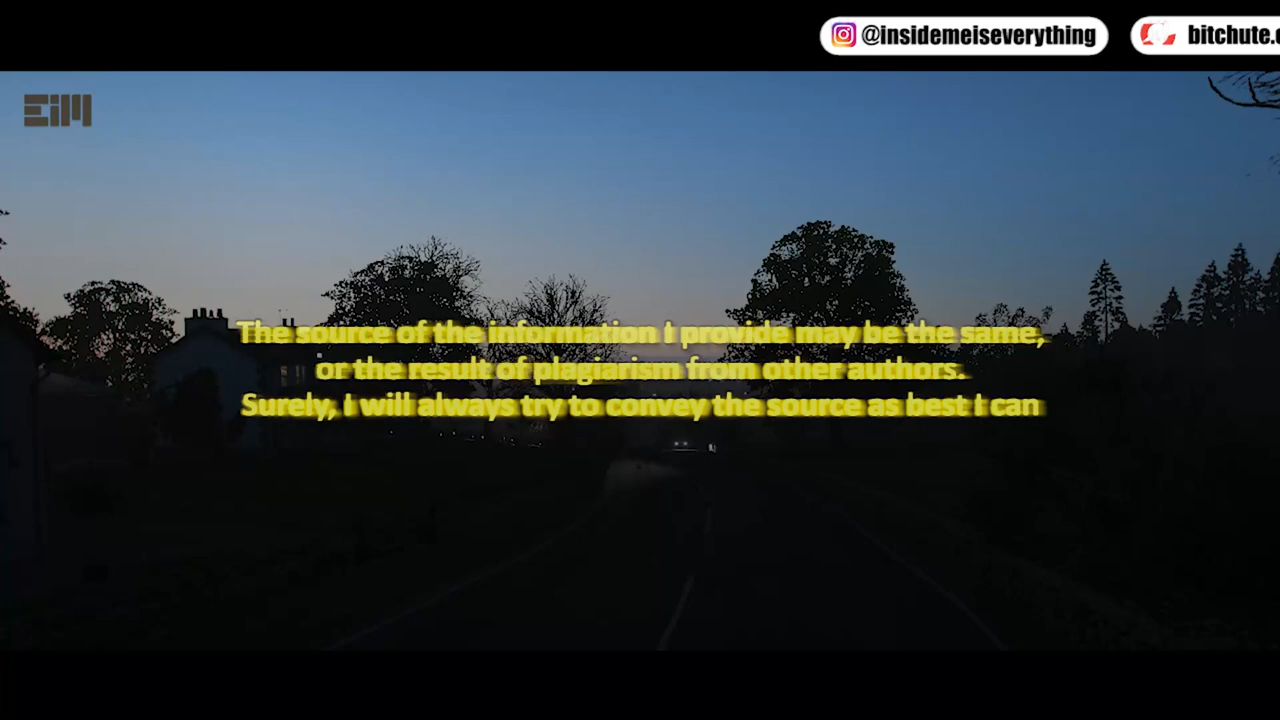 @insidemeiseverything
bitchute.c
EIM
The source of the information I provide may be the same,
or the result of plagiarism from other authors.
Surely, I will always try to convey the source as best I can